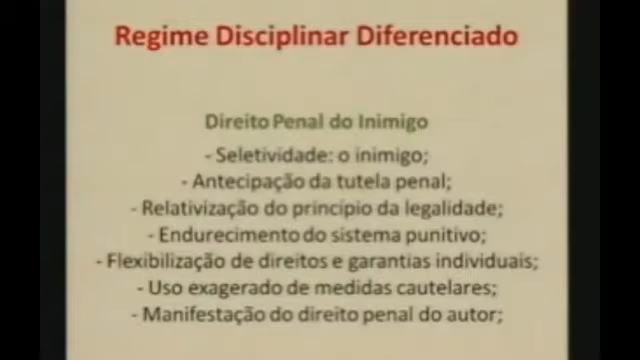 Regime Disciplinar Diferenciado
Direito Penal do Inimigo
- Seletividade: o inimigo;
- Antecipação da tutela penal;
- Relativização do princípio da legalidade;
- Endurecimento do sistema punitivo;
- Flexibilização de direitos e garantias individuais;
- Uso exagerado de medidas cautelares;
- Manifestação do direito penal do autor;